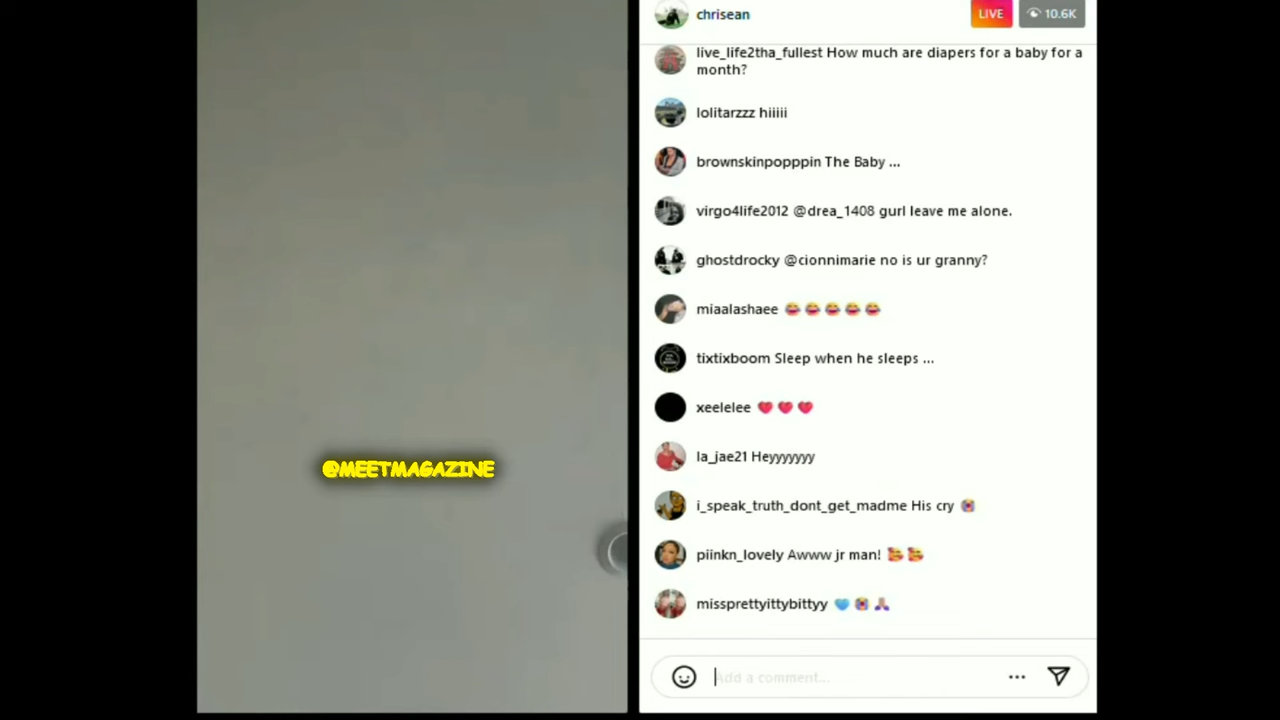 chrisean
LIVE
10.6K
live_life2tha_fullest How much are diapers for a baby for a
month?
lolitarzzz hiiiii
brownskinpopppin The Baby ...
virgo4life2012 @drea_1408 gurl leave me alone.
ghostdrocky @cionnimarie no is ur granny?
miaalashaee 😂😂😂😂😂
tixtixboom Sleep when he sleeps ...
xeelelee ❤️❤️❤️
la_jae21 Heyyyyyyy
i_speak_truth_dont_get_madme His cry 😭
piinkn_lovely Awww jr man! 🥰🥰
missprettyittybittyy 💙😭🙏🏽
Add a comment...
@MEETMAGAZINE